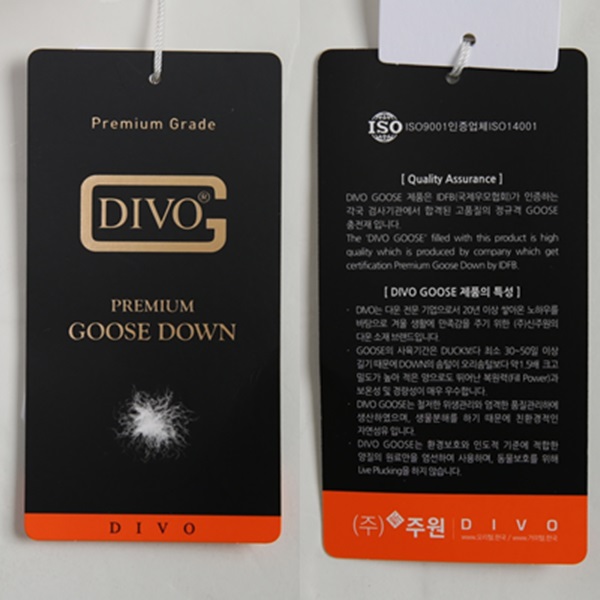 Premium Grade
DIVO®
G
PREMIUM
GOOSE DOWN
DIVO
ISO ISO9001인증업체ISO14001
[ Quality Assurance ]
DIVO GOOSE 제품은 IDFB(국제우모협회)가 인증하는
각국 검사기관에서 합격된 고품질의 정규격 GOOSE
충전재 입니다.
The 'DIVO GOOSE' filled with this product is high
quality which is produced by company which get
certification Premium Goose Down by IDFB.
[ DIVO GOOSE 제품의 특성 ]
· DIVO는 다운 전문 기업으로서 20년 이상 쌓아온 노하우를
바탕으로 겨울 생활에 만족감을 주기 위한 (주)신주원의
다운 소재 브랜드입니다.
· GOOSE의 사육기간은 DUCK보다 최소 30~50일 이상
길기 때문에 DOWN의 솜털이 오리솜털보다 약1.5배 크고
밀도가 높아 적은 양으로도 뛰어난 복원력(Fill Power)과
보온성 및 경량성이 매우 우수합니다.
· DIVO GOOSE는 철저한 위생관리와 엄격한 품질관리하에
생산하였으며, 생물분해를 하기 때문에 친환경적인
자연섬유 입니다.
· DIVO GOOSE는 환경보호와 인도적 기준에 적합한
양질의 원료만을 엄선하여 사용하며, 동물보호를 위해
Live Plucking을 하지 않습니다.
(주) 주원 DIVO
www.오리털.한국 / www.거위털.한국